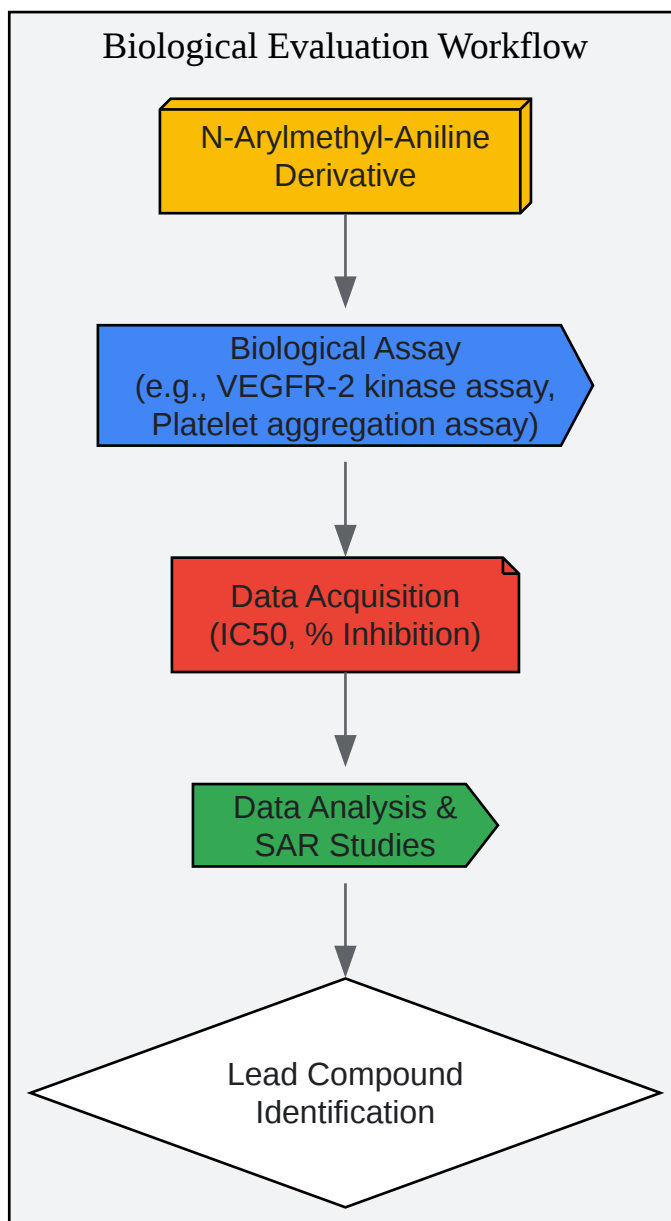 Biological Evaluation Workflow
N-Arylmethyl-Aniline
Derivative
Biological Assay
(e.g., VEGFR-2 kinase assay,
Platelet aggregation assay)
Data Acquisition
(IC50, % Inhibition)
Data Analysis &
SAR Studies
Lead Compound
Identification